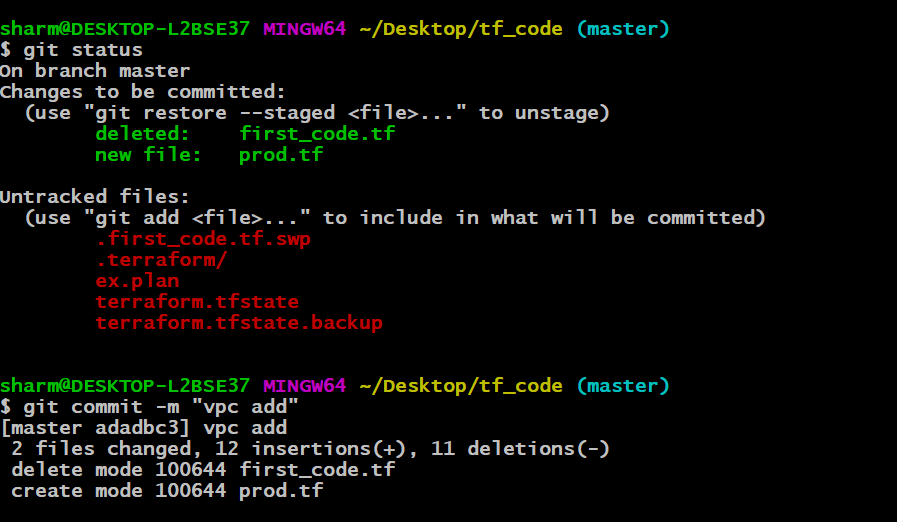 sharm@DESKTOP-L2BSE37 MINGW64 ~/Desktop/tf_code (master)
$ git status
On branch master
Changes to be committed:
  (use "git restore --staged <file>..." to unstage)
        deleted:    first_code.tf
        new file:   prod.tf

Untracked files:
  (use "git add <file>..." to include in what will be committed)
        .first_code.tf.swp
        .terraform/
        ex.plan
        terraform.tfstate
        terraform.tfstate.backup

sharm@DESKTOP-L2BSE37 MINGW64 ~/Desktop/tf_code (master)
$ git commit -m "vpc add"
[master adadbc3] vpc add
 2 files changed, 12 insertions(+), 11 deletions(-)
 delete mode 100644 first_code.tf
 create mode 100644 prod.tf